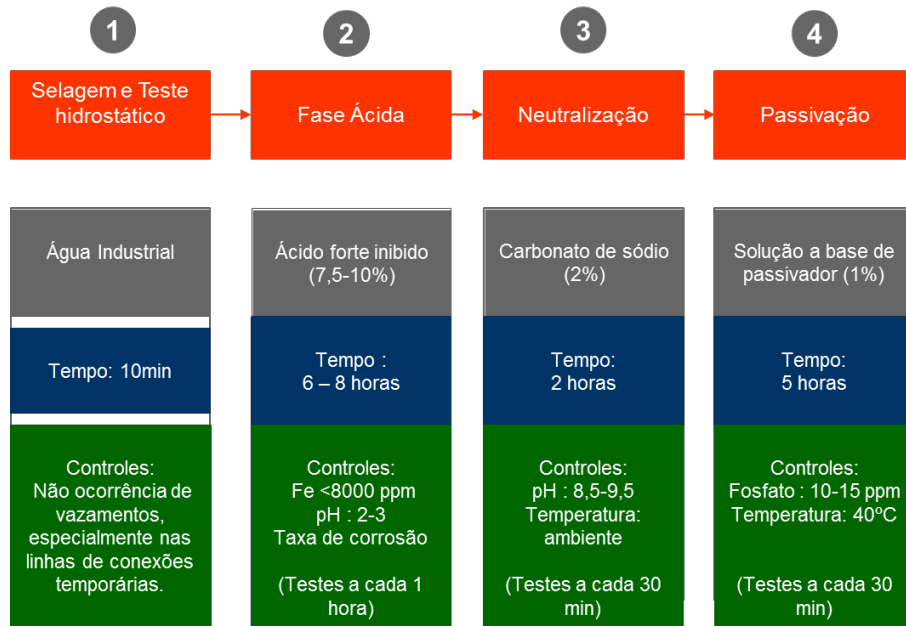 1
2
3
4
Selagem e Teste
hidrostático
Fase Ácida
Neutralização
Passivação
Água Industrial
Ácido forte inibido
(7,5-10%)
Carbonato de sódio
(2%)
Solução a base de
passivador (1%)
Tempo: 10min
Tempo :
6 – 8 horas
Tempo:
2 horas
Tempo:
5 horas
Controles:
Não ocorrência de
vazamentos,
especialmente nas
linhas de conexões
temporárias.
Controles:
Fe <8000 ppm
pH : 2-3
Taxa de corrosão
(Testes a cada 1
hora)
Controles:
pH : 8,5-9,5
Temperatura:
ambiente
(Testes a cada 30
min)
Controles:
Fosfato : 10-15 ppm
Temperatura: 40ºC
(Testes a cada 30
min)